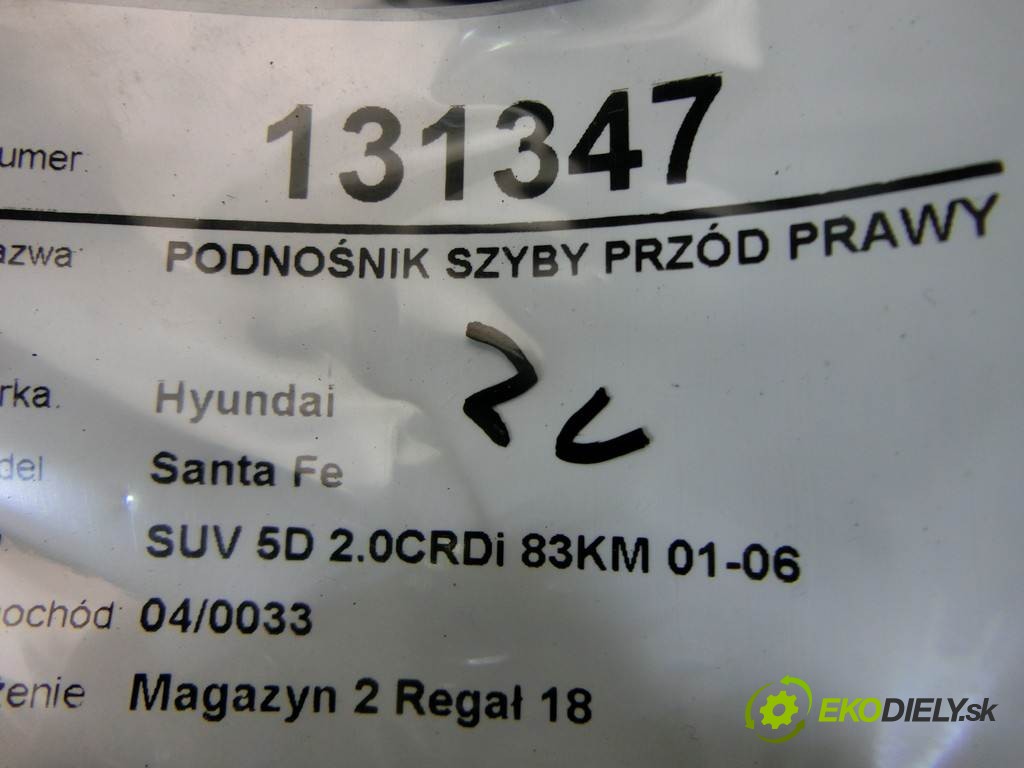 umer: 131347
azwa: PODNOŚNIK SZYBY PRZÓD PRAWY
rka. Hyundai
del Santa Fe
SUV 5D 2.0CRDi 83KM 01-06
ochód: 04/0033
żenie Magazyn 2 Regał 18
EKODIELY.sk